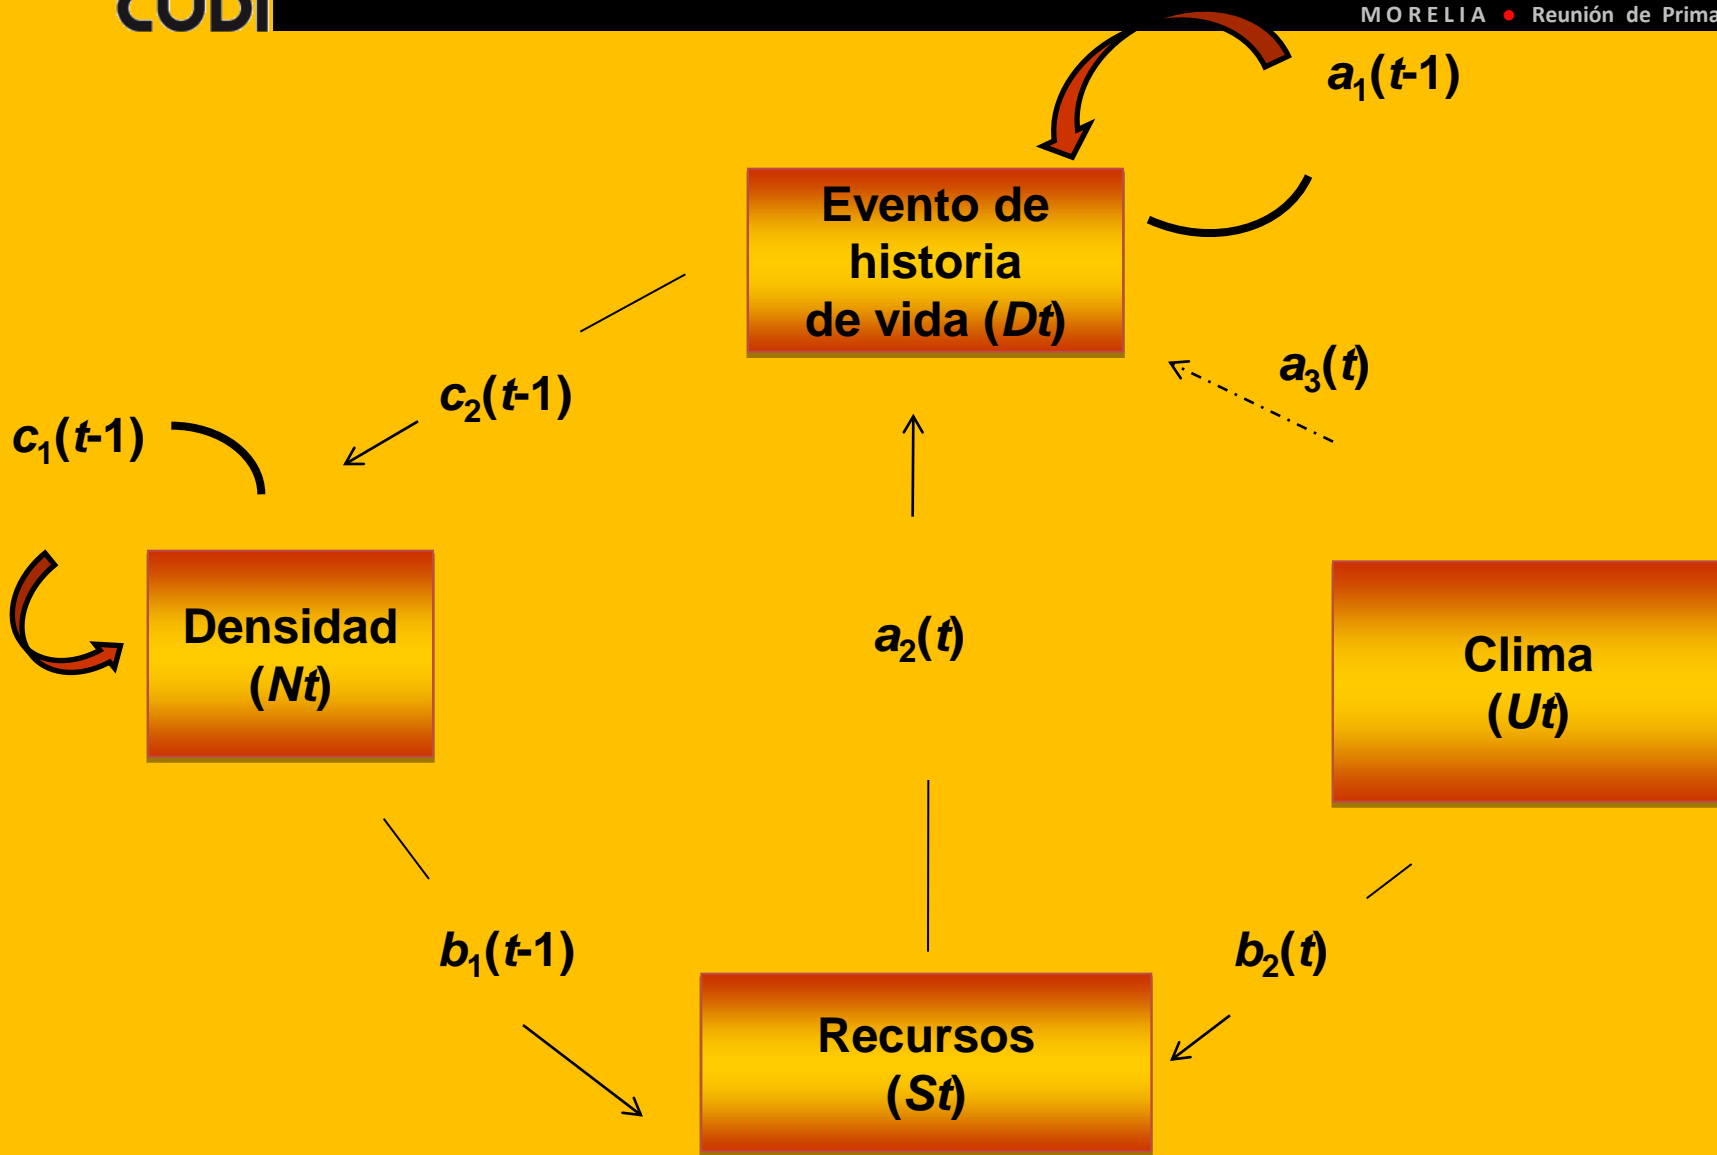 CUDI
MORELIA ● Reunión de Prima
a₁(t-1)
Evento de
historia
de vida (Dt)
a₃(t)
c₂(t-1)
c₁(t-1)
Densidad
(Nt)
a₂(t)
Clima
(Ut)
b₁(t-1)
b₂(t)
Recursos
(St)